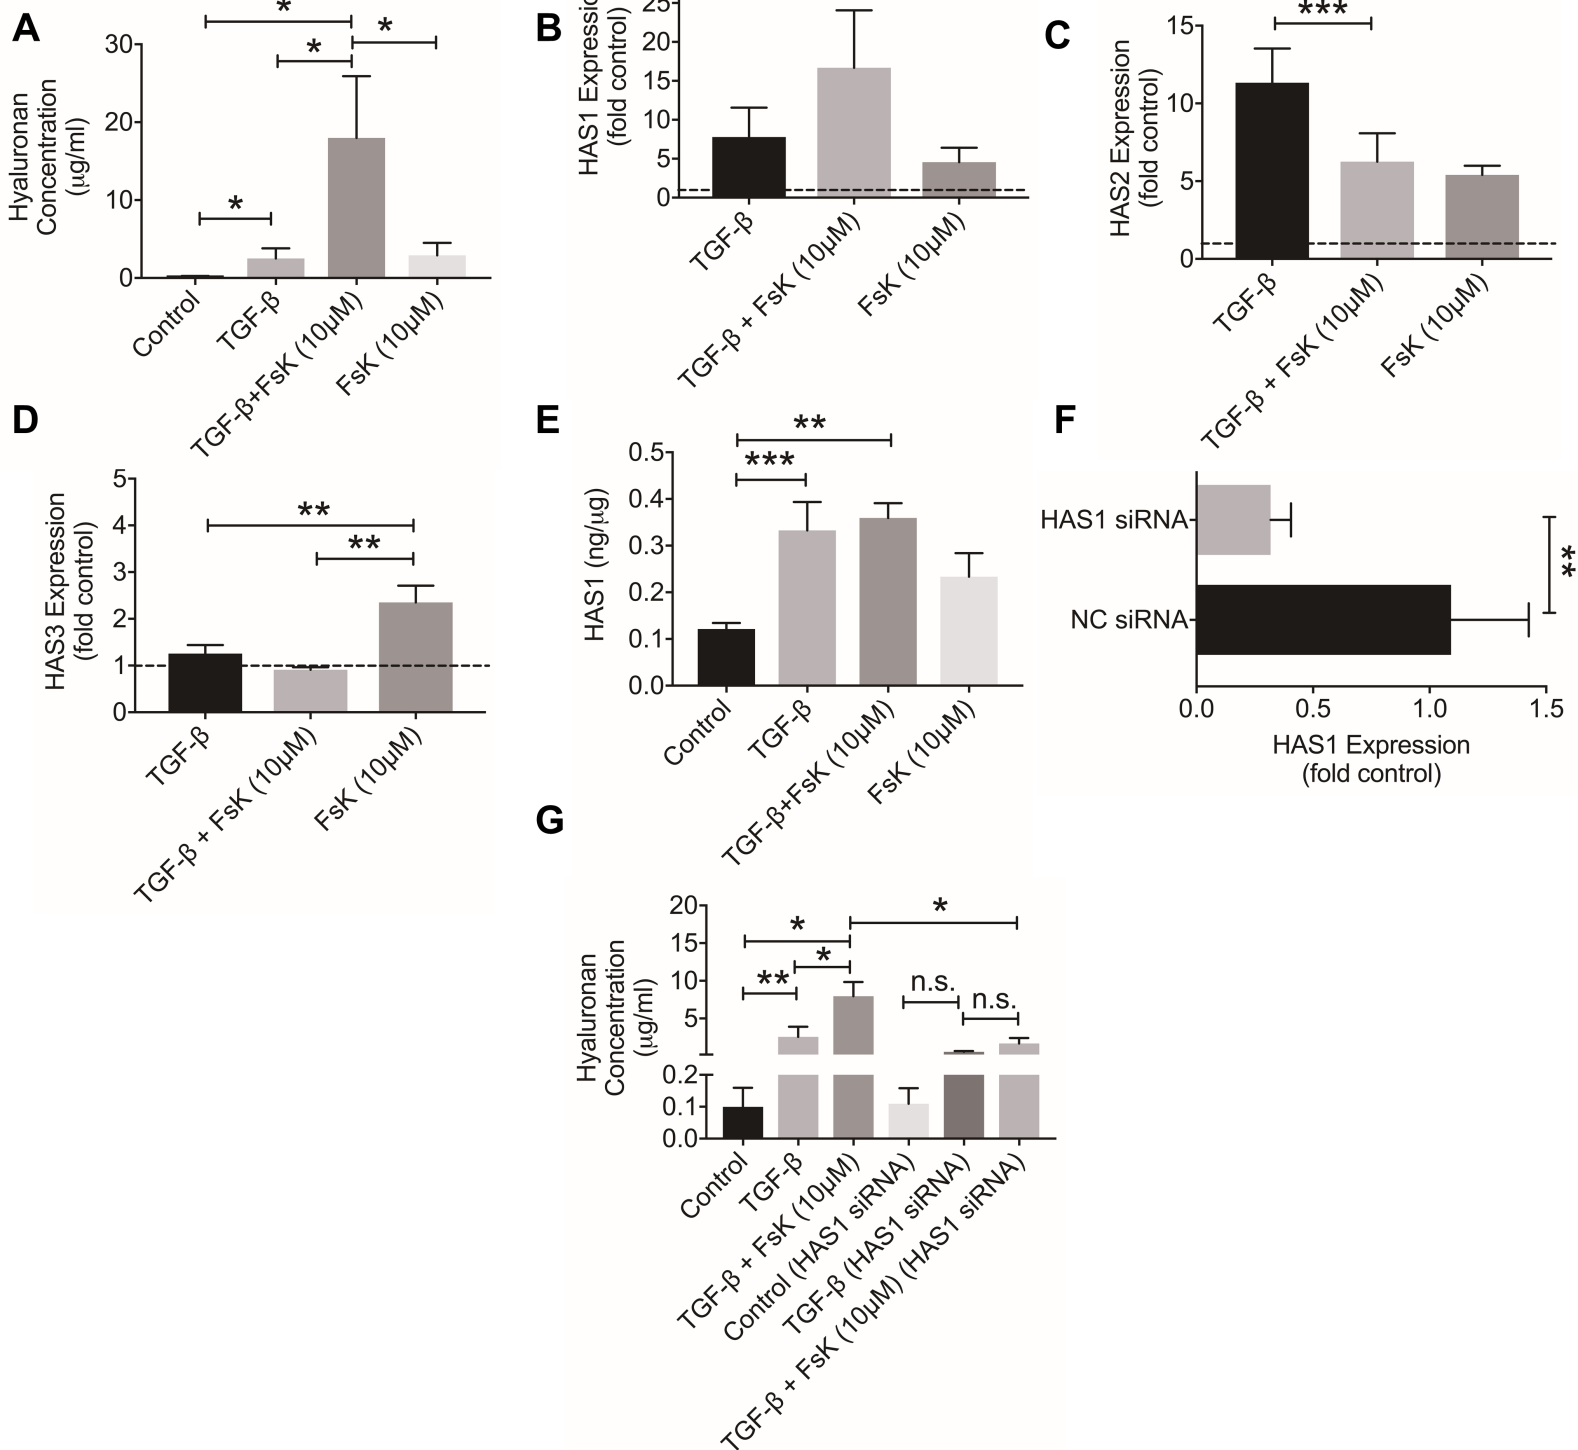 A
*
*
*
*
Hyaluronan
Concentration
(µg/ml)
30
20
10
0
Control
TGF-β
TGF-β+FsK (10µM)
FsK (10µM)
B
HAS1 Expression
(fold control)
25
20
15
10
5
0
TGF-β
TGF-β + FsK (10µM)
FsK (10µM)
C
***
HAS2 Expression
(fold control)
15
10
5
0
TGF-β
TGF-β + FsK (10µM)
FsK (10µM)
D
**
**
HAS3 Expression
(fold control)
5
4
3
2
1
0
TGF-β
TGF-β + FsK (10µM)
FsK (10µM)
E
**
***
HAS1 (ng/µg)
0.5
0.4
0.3
0.2
0.1
0.0
Control
TGF-β
TGF-β+FsK (10µM)
FsK (10µM)
F
HAS1 siRNA
NC siRNA
**
0.0 0.5 1.0 1.5
HAS1 Expression
(fold control)
G
*
*
*
**
n.s.
n.s.
Hyaluronan
Concentration
(µg/ml)
20
15
10
5
0.2
0.1
0.0
Control
TGF-β
TGF-β + FsK (10µM)
Control (HAS1 siRNA)
TGF-β (HAS1 siRNA)
TGF-β + FsK (10µM) (HAS1 siRNA)